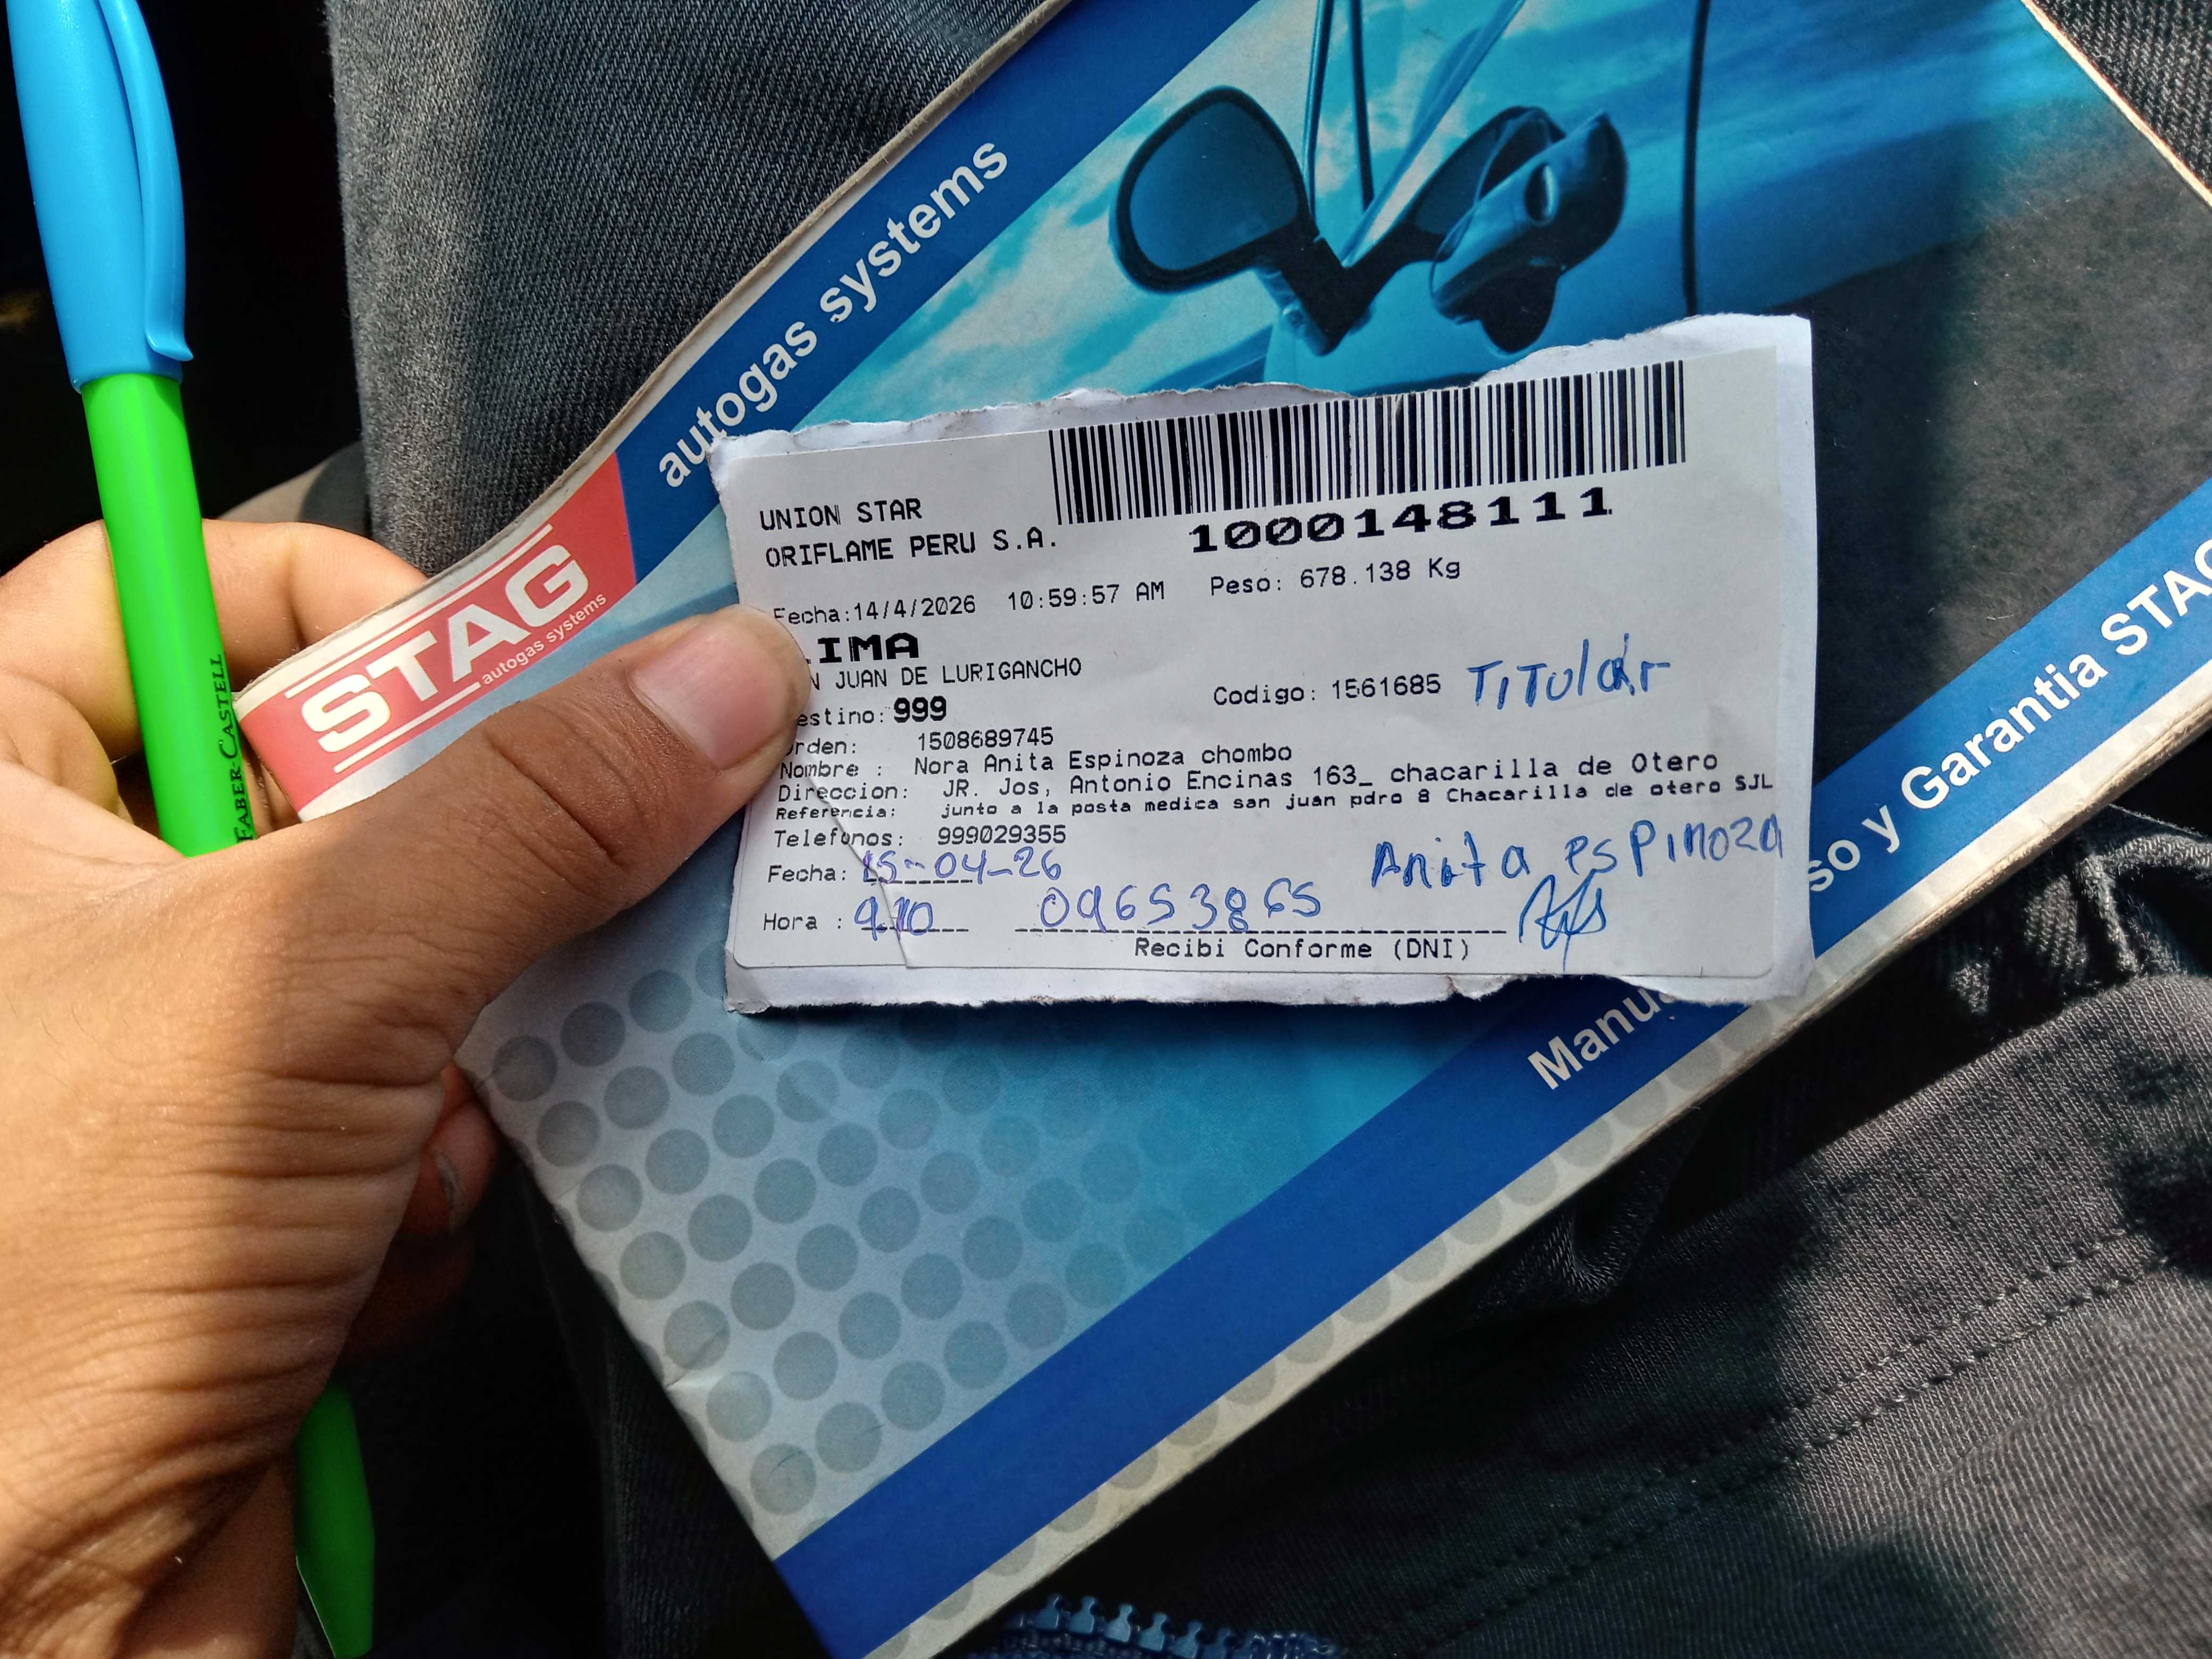 autogas systems
STAG
autogas systems
FABER-CASTELL
UNION STAR
ORIFLAME PERU S.A.
1000148111
Fecha:14/4/2026 10:59:57 AM Peso: 678.138 Kg
LIMA
JUAN DE LURIGANCHO
Codigo: 1561685 TITUlar
estino: 999
rden: 1508689745
Nombre : Nora Anita Espinoza chombo
Direccion: JR. Jos, Antonio Encinas 163_ chacarilla de Otero
Referencia: junto a la posta medica san juan pdro 8 Chacarilla de otero SJL
Telefonos: 999029355
Fecha: 15-04-26
Anita espinoza
Hora : 9:10 09653865
Recibi Conforme (DNI)
Manu so y Garantia STAG